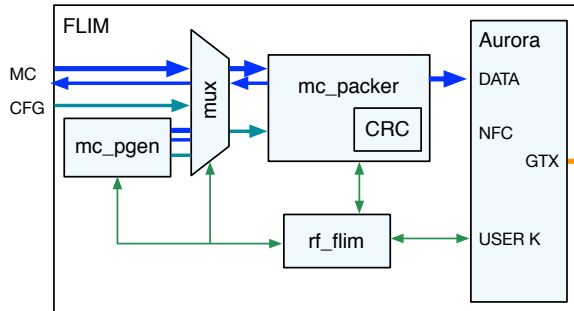 FLIM
Aurora
MC
CFG
mux
mc_packer
CRC
DATA
NFC
GTX
mc_pgen
rf_flim
USER K